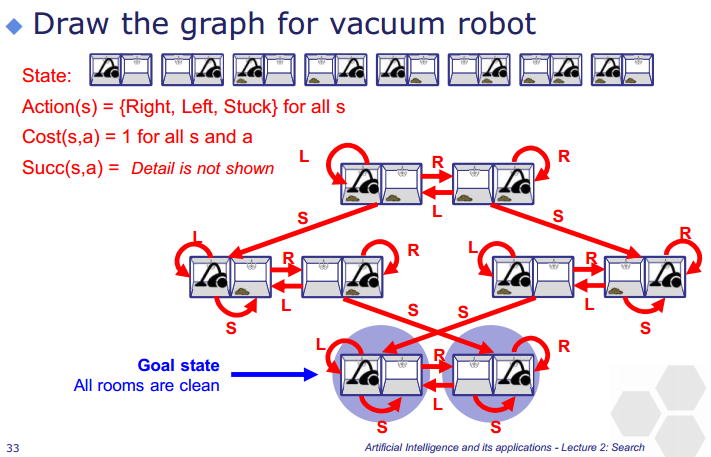 Draw the graph for vacuum robot
State:
Action(s) = {Right, Left, Stuck} for all s
Cost(s,a) = 1 for all s and a
Succ(s,a) = Detail is not shown
L
R
R
L
S
S
L
R
R
L
S
L
R
R
L
S
S
S
L
R
R
L
S
S
Goal state
All rooms are clean
33
Artificial Intelligence and its applications - Lecture 2: Search